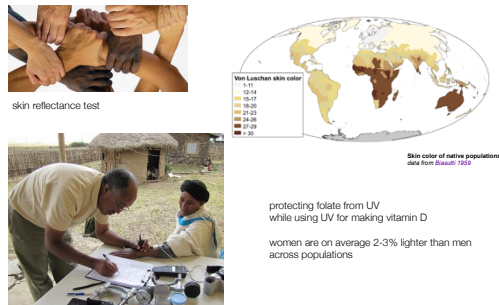 skin reflectance test
Von Luschan skin color
1-11
12-14
15-17
18-20
21-23
24-26
27-29
> 30
Skin color of native populations
data from Biasutti 1959
protecting folate from UV
while using UV for making vitamin D
women are on average 2-3% lighter than men
across populations